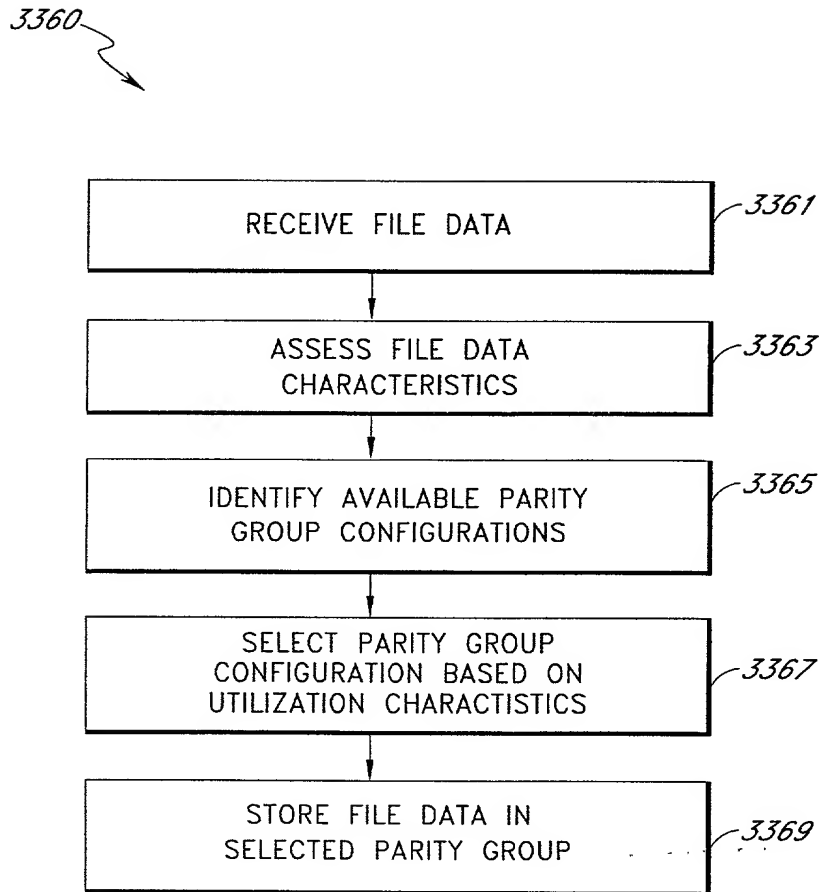 3360
RECEIVE FILE DATA
3361
ASSESS FILE DATA
CHARACTERISTICS
3363
IDENTIFY AVAILABLE PARITY
GROUP CONFIGURATIONS
3365
SELECT PARITY GROUP
CONFIGURATION BASED ON
UTILIZATION CHARACTISTICS
3367
STORE FILE DATA IN
SELECTED PARITY GROUP
3369